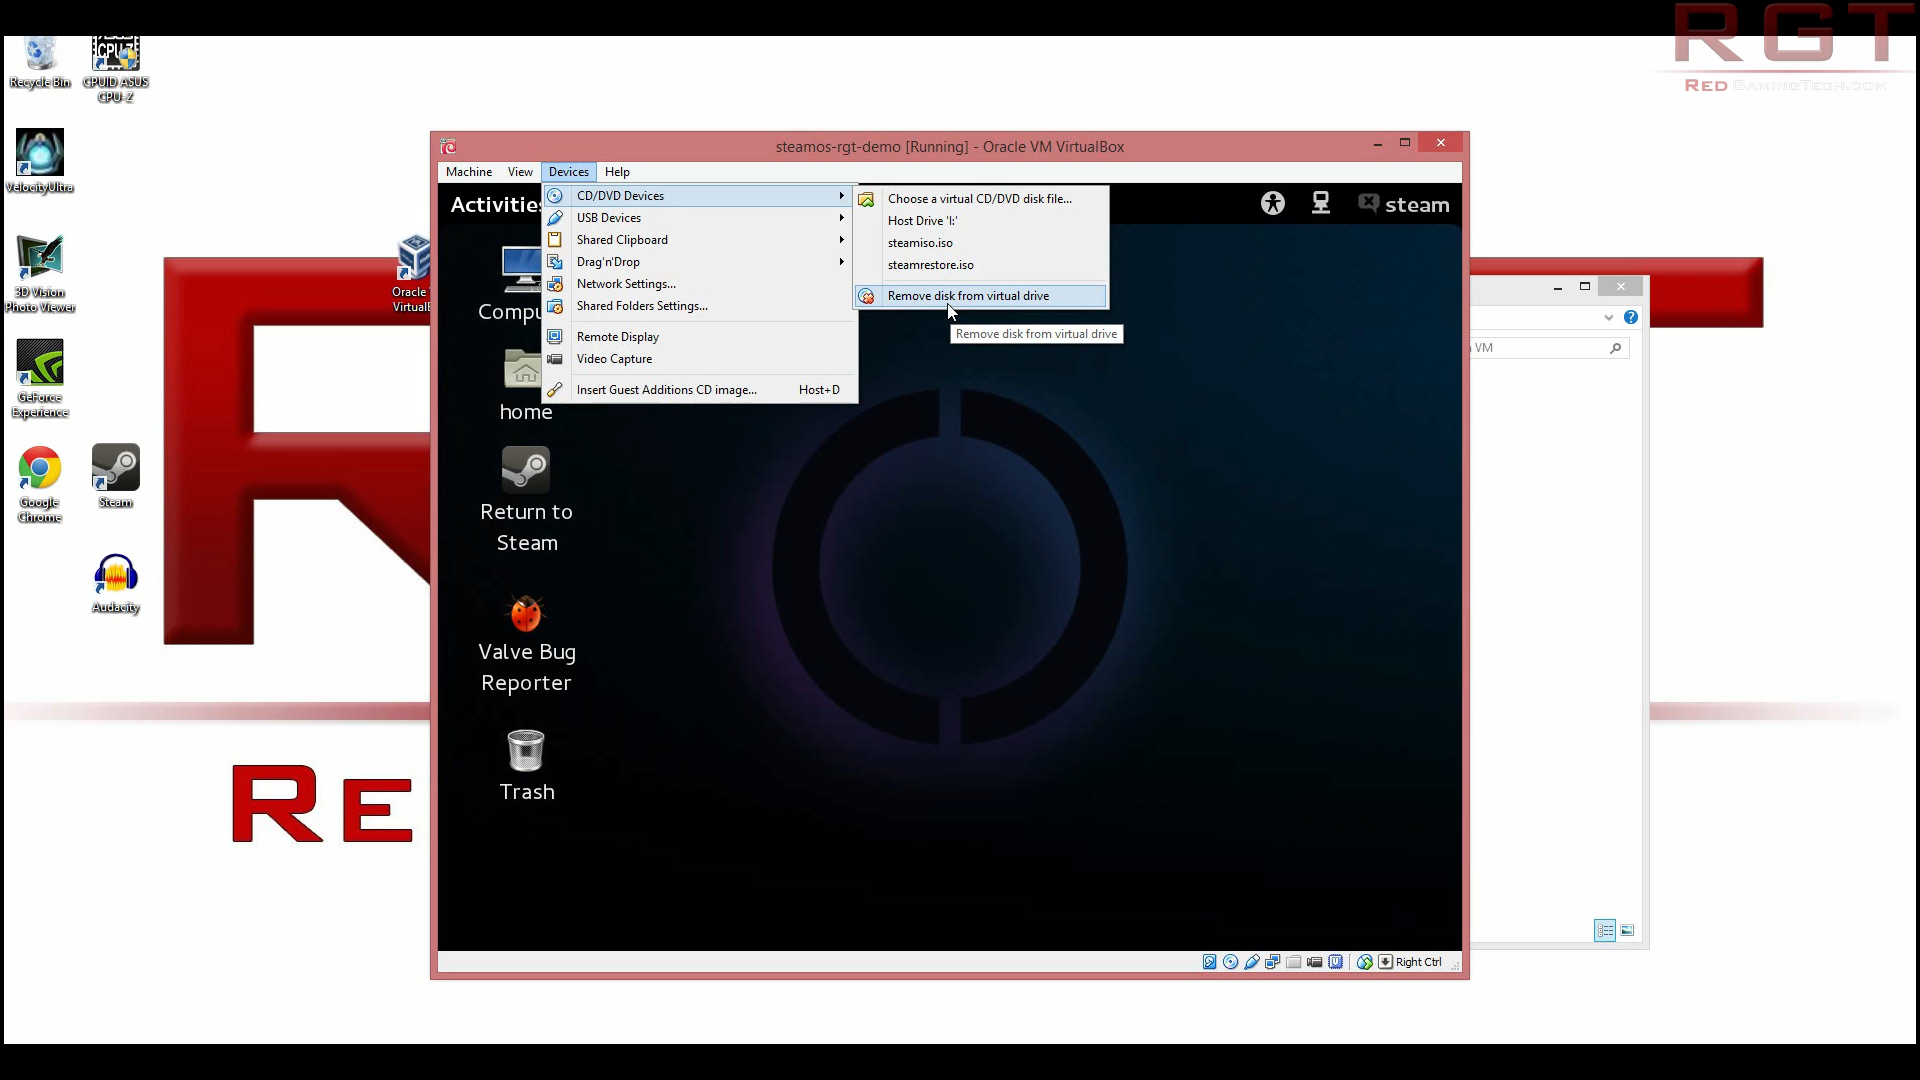 RGT
RED GAMINGTECH.COM
Recycle Bin
CPUID ASUS
CPU-Z
VelocityUltra
3D Vision
Photo Viewer
GeForce
Experience
Google
Chrome
Steam
Audacity
Oracle
RE
steamos-rgt-demo [Running] - Oracle VM VirtualBox
Machine View Devices Help
Activities
steam
CD/DVD Devices
USB Devices
Shared Clipboard
Drag'n'Drop
Network Settings...
Shared Folders Settings...
Remote Display
Video Capture
Insert Guest Additions CD image... Host+D
Choose a virtual CD/DVD disk file...
Host Drive 'I:'
steamiso.iso
steamrestore.iso
Remove disk from virtual drive
Remove disk from virtual drive
home
Return to
Steam
Valve Bug
Reporter
Trash
VM
Right Ctrl